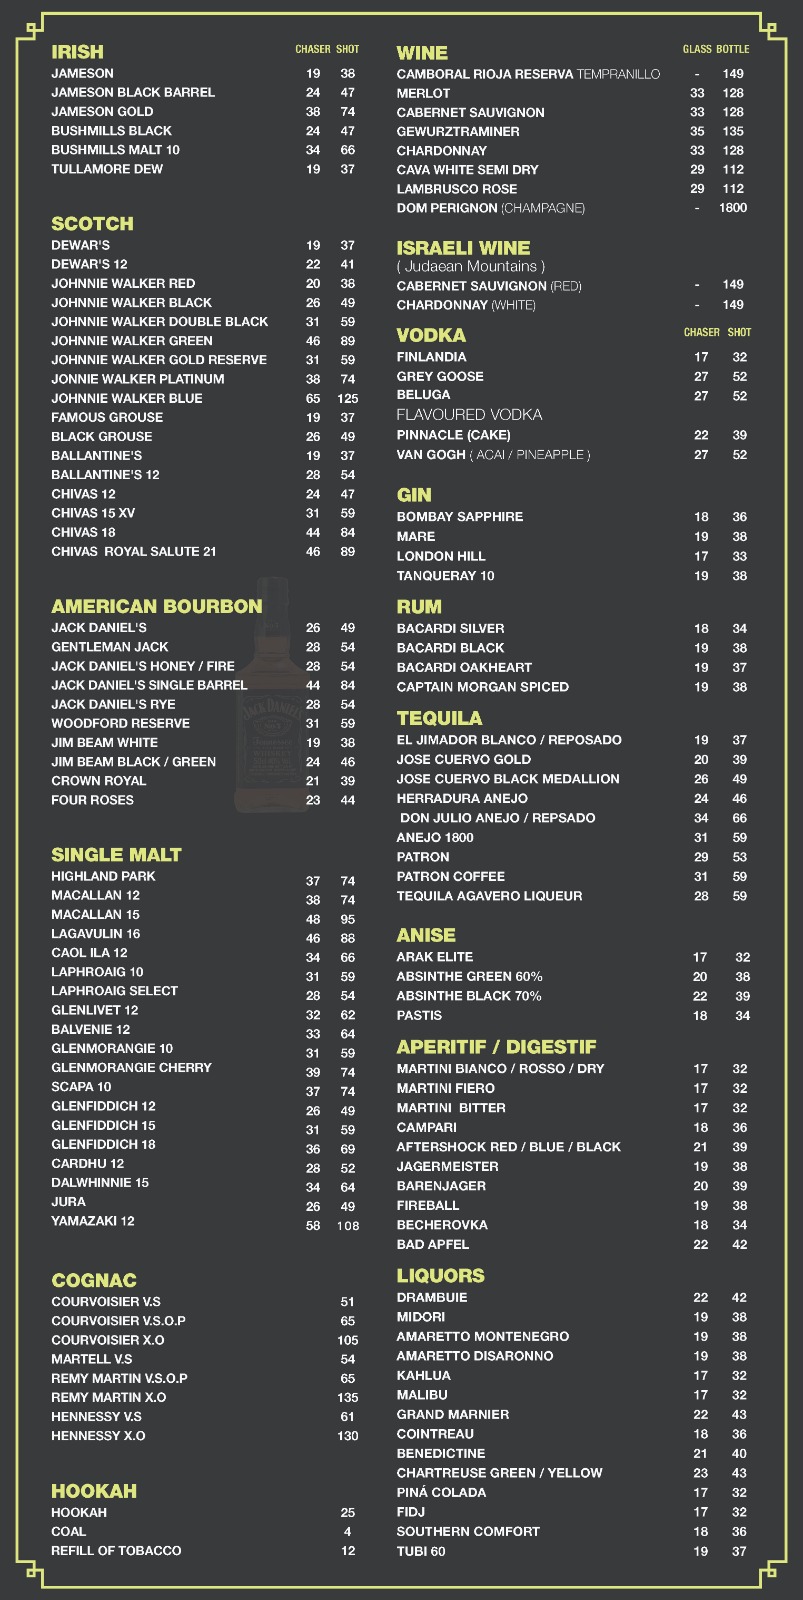 IRISH CHASER SHOT
JAMESON 19 38
JAMESON BLACK BARREL 24 47
JAMESON GOLD 38 74
BUSHMILLS BLACK 24 47
BUSHMILLS MALT 10 34 66
TULLAMORE DEW 19 37
SCOTCH
DEWAR'S 19 37
DEWAR'S 12 22 41
JOHNNIE WALKER RED 20 38
JOHNNIE WALKER BLACK 26 49
JOHNNIE WALKER DOUBLE BLACK 31 59
JOHNNIE WALKER GREEN 46 89
JOHNNIE WALKER GOLD RESERVE 31 59
JONNIE WALKER PLATINUM 38 74
JOHNNIE WALKER BLUE 65 125
FAMOUS GROUSE 19 37
BLACK GROUSE 26 49
BALLANTINE'S 19 37
BALLANTINE'S 12 28 54
CHIVAS 12 24 47
CHIVAS 15 XV 31 59
CHIVAS 18 44 84
CHIVAS ROYAL SALUTE 21 46 89
AMERICAN BOURBON
JACK DANIEL'S 26 49
GENTLEMAN JACK 28 54
JACK DANIEL'S HONEY / FIRE 28 54
JACK DANIEL'S SINGLE BARREL 44 84
JACK DANIEL'S RYE 28 54
WOODFORD RESERVE 31 59
JIM BEAM WHITE 19 38
JIM BEAM BLACK / GREEN 24 46
CROWN ROYAL 21 39
FOUR ROSES 23 44
SINGLE MALT
HIGHLAND PARK 37 74
MACALLAN 12 38 74
MACALLAN 15 48 95
LAGAVULIN 16 46 88
CAOL ILA 12 34 66
LAPHROAIG 10 31 59
LAPHROAIG SELECT 28 54
GLENLIVET 12 32 62
BALVENIE 12 33 64
GLENMORANGIE 10 31 59
GLENMORANGIE CHERRY 39 74
SCAPA 10 37 74
GLENFIDDICH 12 26 49
GLENFIDDICH 15 31 59
GLENFIDDICH 18 36 69
CARDHU 12 28 52
DALWHINNIE 15 34 64
JURA 26 49
YAMAZAKI 12 58 108
COGNAC
COURVOISIER V.S 51
COURVOISIER V.S.O.P 65
COURVOISIER X.O 105
MARTELL V.S 54
REMY MARTIN V.S.O.P 65
REMY MARTIN X.O 135
HENNESSY V.S 61
HENNESSY X.O 130
HOOKAH
HOOKAH 25
COAL 4
REFILL OF TOBACCO 12
WINE GLASS BOTTLE
CAMBORAL RIOJA RESERVA TEMPRANILLO - 149
MERLOT 33 128
CABERNET SAUVIGNON 33 128
GEWURZTRAMINER 35 135
CHARDONNAY 33 128
CAVA WHITE SEMI DRY 29 112
LAMBRUSCO ROSE 29 112
DOM PERIGNON (CHAMPAGNE) - 1800
ISRAELI WINE
( Judaean Mountains )
CABERNET SAUVIGNON (RED) - 149
CHARDONNAY (WHITE) - 149
VODKA CHASER SHOT
FINLANDIA 17 32
GREY GOOSE 27 52
BELUGA 27 52
FLAVOURED VODKA
PINNACLE (CAKE) 22 39
VAN GOGH ( ACAI / PINEAPPLE ) 27 52
GIN
BOMBAY SAPPHIRE 18 36
MARE 19 38
LONDON HILL 17 33
TANQUERAY 10 19 38
RUM
BACARDI SILVER 18 34
BACARDI BLACK 19 38
BACARDI OAKHEART 19 37
CAPTAIN MORGAN SPICED 19 38
TEQUILA
EL JIMADOR BLANCO / REPOSADO 19 37
JOSE CUERVO GOLD 20 39
JOSE CUERVO BLACK MEDALLION 26 49
HERRADURA ANEJO 24 46
DON JULIO ANEJO / REPSADO 34 66
ANEJO 1800 31 59
PATRON 29 53
PATRON COFFEE 31 59
TEQUILA AGAVERO LIQUEUR 28 59
ANISE
ARAK ELITE 17 32
ABSINTHE GREEN 60% 20 38
ABSINTHE BLACK 70% 22 39
PASTIS 18 34
APERITIF / DIGESTIF
MARTINI BIANCO / ROSSO / DRY 17 32
MARTINI FIERO 17 32
MARTINI BITTER 17 32
CAMPARI 18 36
AFTERSHOCK RED / BLUE / BLACK 21 39
JAGERMEISTER 19 38
BARENJAGER 20 39
FIREBALL 19 38
BECHEROVKA 18 34
BAD APFEL 22 42
LIQUORS
DRAMBUIE 22 42
MIDORI 19 38
AMARETTO MONTENEGRO 19 38
AMARETTO DISARONNO 19 38
KAHLUA 17 32
MALIBU 17 32
GRAND MARNIER 22 43
COINTREAU 18 36
BENEDICTINE 21 40
CHARTREUSE GREEN / YELLOW 23 43
PINÁ COLADA 17 32
FIDJ 17 32
SOUTHERN COMFORT 18 36
TUBI 60 19 37